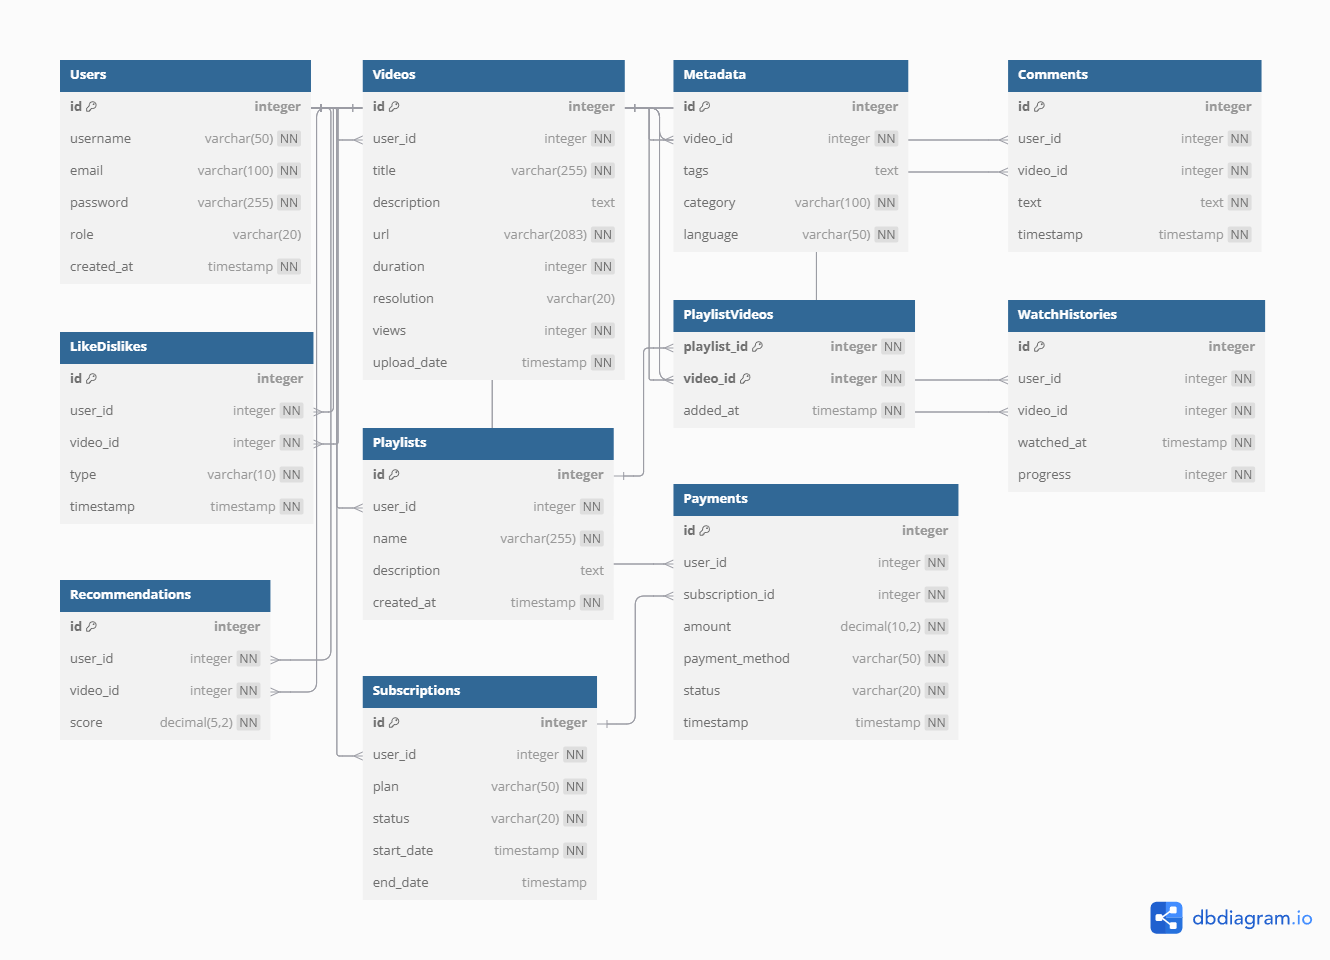 Users
id integer
username varchar(50) NN
email varchar(100) NN
password varchar(255) NN
role varchar(20)
created_at timestamp NN
Videos
id integer
user_id integer NN
title varchar(255) NN
description text
url varchar(2083) NN
duration integer NN
resolution varchar(20)
views integer NN
upload_date timestamp NN
Metadata
id integer
video_id integer NN
tags text
category varchar(100) NN
language varchar(50) NN
Comments
id integer
user_id integer NN
video_id integer NN
text text NN
timestamp timestamp NN
LikeDislikes
id integer
user_id integer NN
video_id integer NN
type varchar(10) NN
timestamp timestamp NN
Playlists
id integer
user_id integer NN
name varchar(255) NN
description text
created_at timestamp NN
PlaylistVideos
playlist_id integer NN
video_id integer NN
added_at timestamp NN
WatchHistories
id integer
user_id integer NN
video_id integer NN
watched_at timestamp NN
progress integer NN
Recommendations
id integer
user_id integer NN
video_id integer NN
score decimal(5,2) NN
Subscriptions
id integer
user_id integer NN
plan varchar(50) NN
status varchar(20) NN
start_date timestamp NN
end_date timestamp
Payments
id integer
user_id integer NN
subscription_id integer NN
amount decimal(10,2) NN
payment_method varchar(50) NN
status varchar(20) NN
timestamp timestamp NN
dbdiagram.io